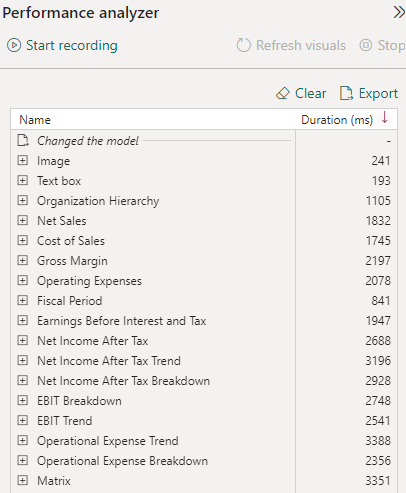 Performance analyzer
Start recording Refresh visuals Stop
Clear Export
Name Duration (ms)
Changed the model -
Image 241
Text box 193
Organization Hierarchy 1105
Net Sales 1832
Cost of Sales 1745
Gross Margin 2197
Operating Expenses 2078
Fiscal Period 841
Earnings Before Interest and Tax 1947
Net Income After Tax 2688
Net Income After Tax Trend 3196
Net Income After Tax Breakdown 2928
EBIT Breakdown 2748
EBIT Trend 2541
Operational Expense Trend 3388
Operational Expense Breakdown 2356
Matrix 3351